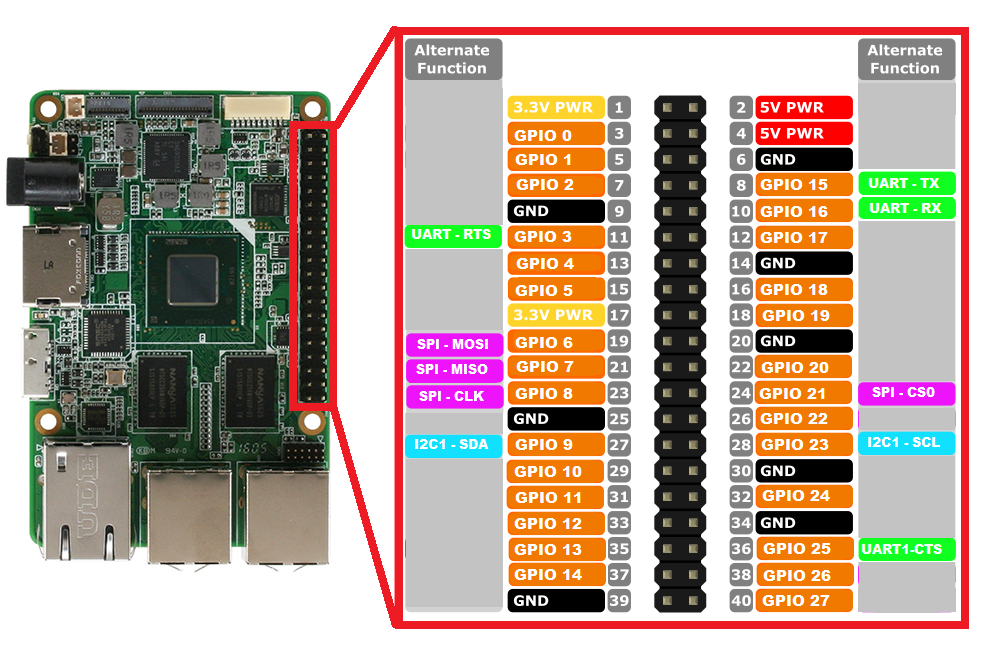 Alternate
Function
Alternate
Function
3.3V PWR 1 2 5V PWR
GPIO 0 3 4 5V PWR
GPIO 1 5 6 GND
GPIO 2 7 8 GPIO 15 UART - TX
GND 9 10 GPIO 16 UART - RX
UART - RTS GPIO 3 11 12 GPIO 17
GPIO 4 13 14 GND
GPIO 5 15 16 GPIO 18
3.3V PWR 17 18 GPIO 19
SPI - MOSI GPIO 6 19 20 GND
SPI - MISO GPIO 7 21 22 GPIO 20
SPI - CLK GPIO 8 23 24 GPIO 21 SPI - CS0
GND 25 26 GPIO 22
I2C1 - SDA GPIO 9 27 28 GPIO 23 I2C1 - SCL
GPIO 10 29 30 GND
GPIO 11 31 32 GPIO 24
GPIO 12 33 34 GND
GPIO 13 35 36 GPIO 25 UART1-CTS
GPIO 14 37 38 GPIO 26
GND 39 40 GPIO 27
LA
94V-0
1605
UDE